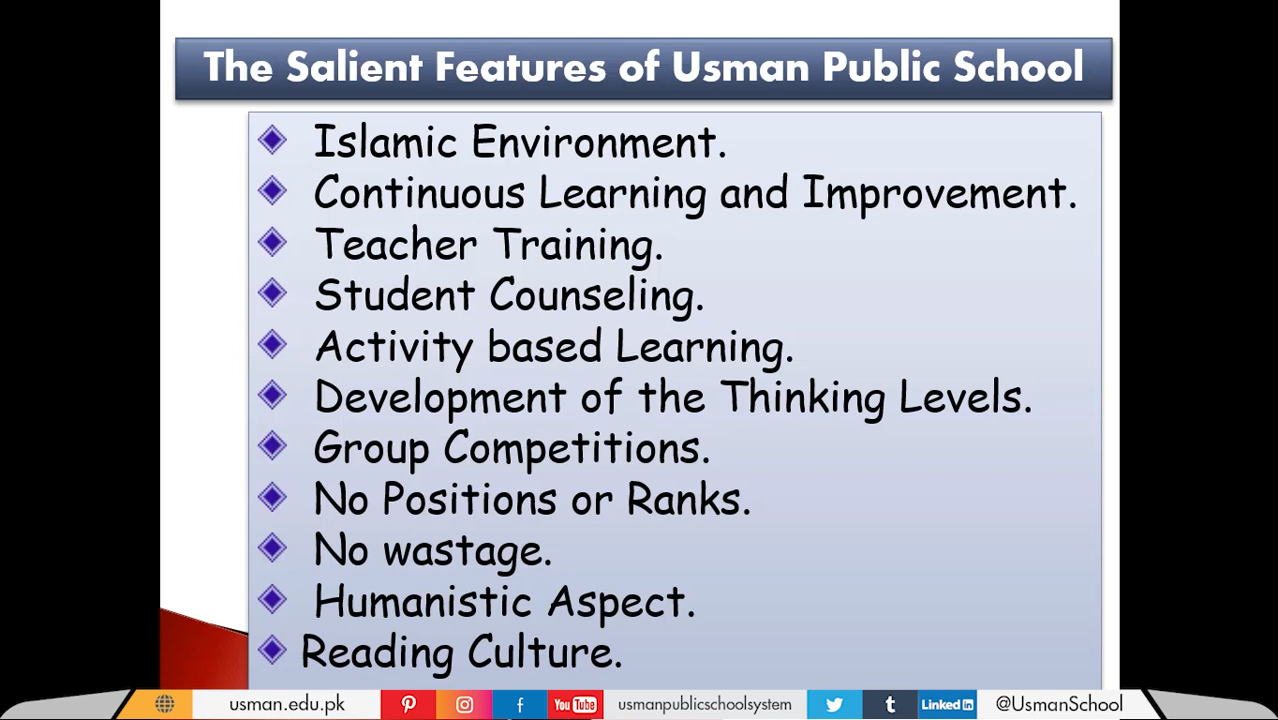 The Salient Features of Usman Public School
Islamic Environment.
Continuous Learning and Improvement.
Teacher Training.
Student Counseling.
Activity based Learning.
Development of the Thinking Levels.
Group Competitions.
No Positions or Ranks.
No wastage.
Humanistic Aspect.
Reading Culture.
usman.edu.pk You Tube usmanpublicschoolsystem Linked in @UsmanSchool